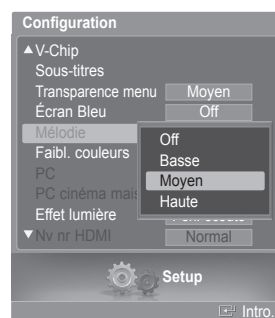 Configuration
▲V-Chip
Sous-titres
Transparence menu Moyen
Écran Bleu Off
Mélodie
Off
Basse
Moyen
Haute
Faibl. couleurs
PC
PC cinéma mais
Effet lumière
▼Nv nr HDMI Normal
Setup
Intro.